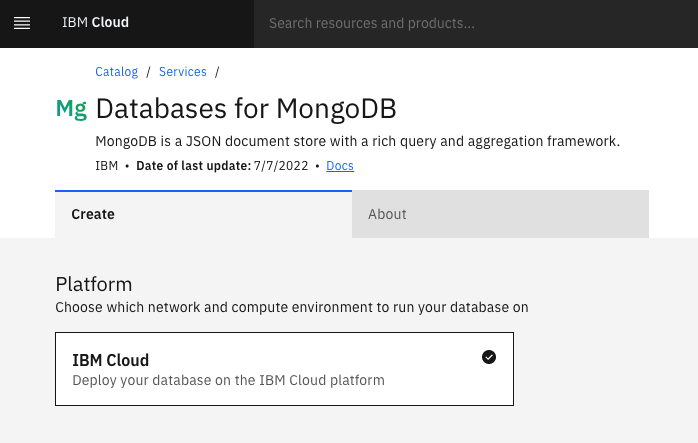 IBM Cloud
Search resources and products...
Catalog / Services /
Mg Databases for MongoDB
MongoDB is a JSON document store with a rich query and aggregation framework.
IBM • Date of last update: 7/7/2022 • Docs
Create
About
Platform
Choose which network and compute environment to run your database on
IBM Cloud
Deploy your database on the IBM Cloud platform